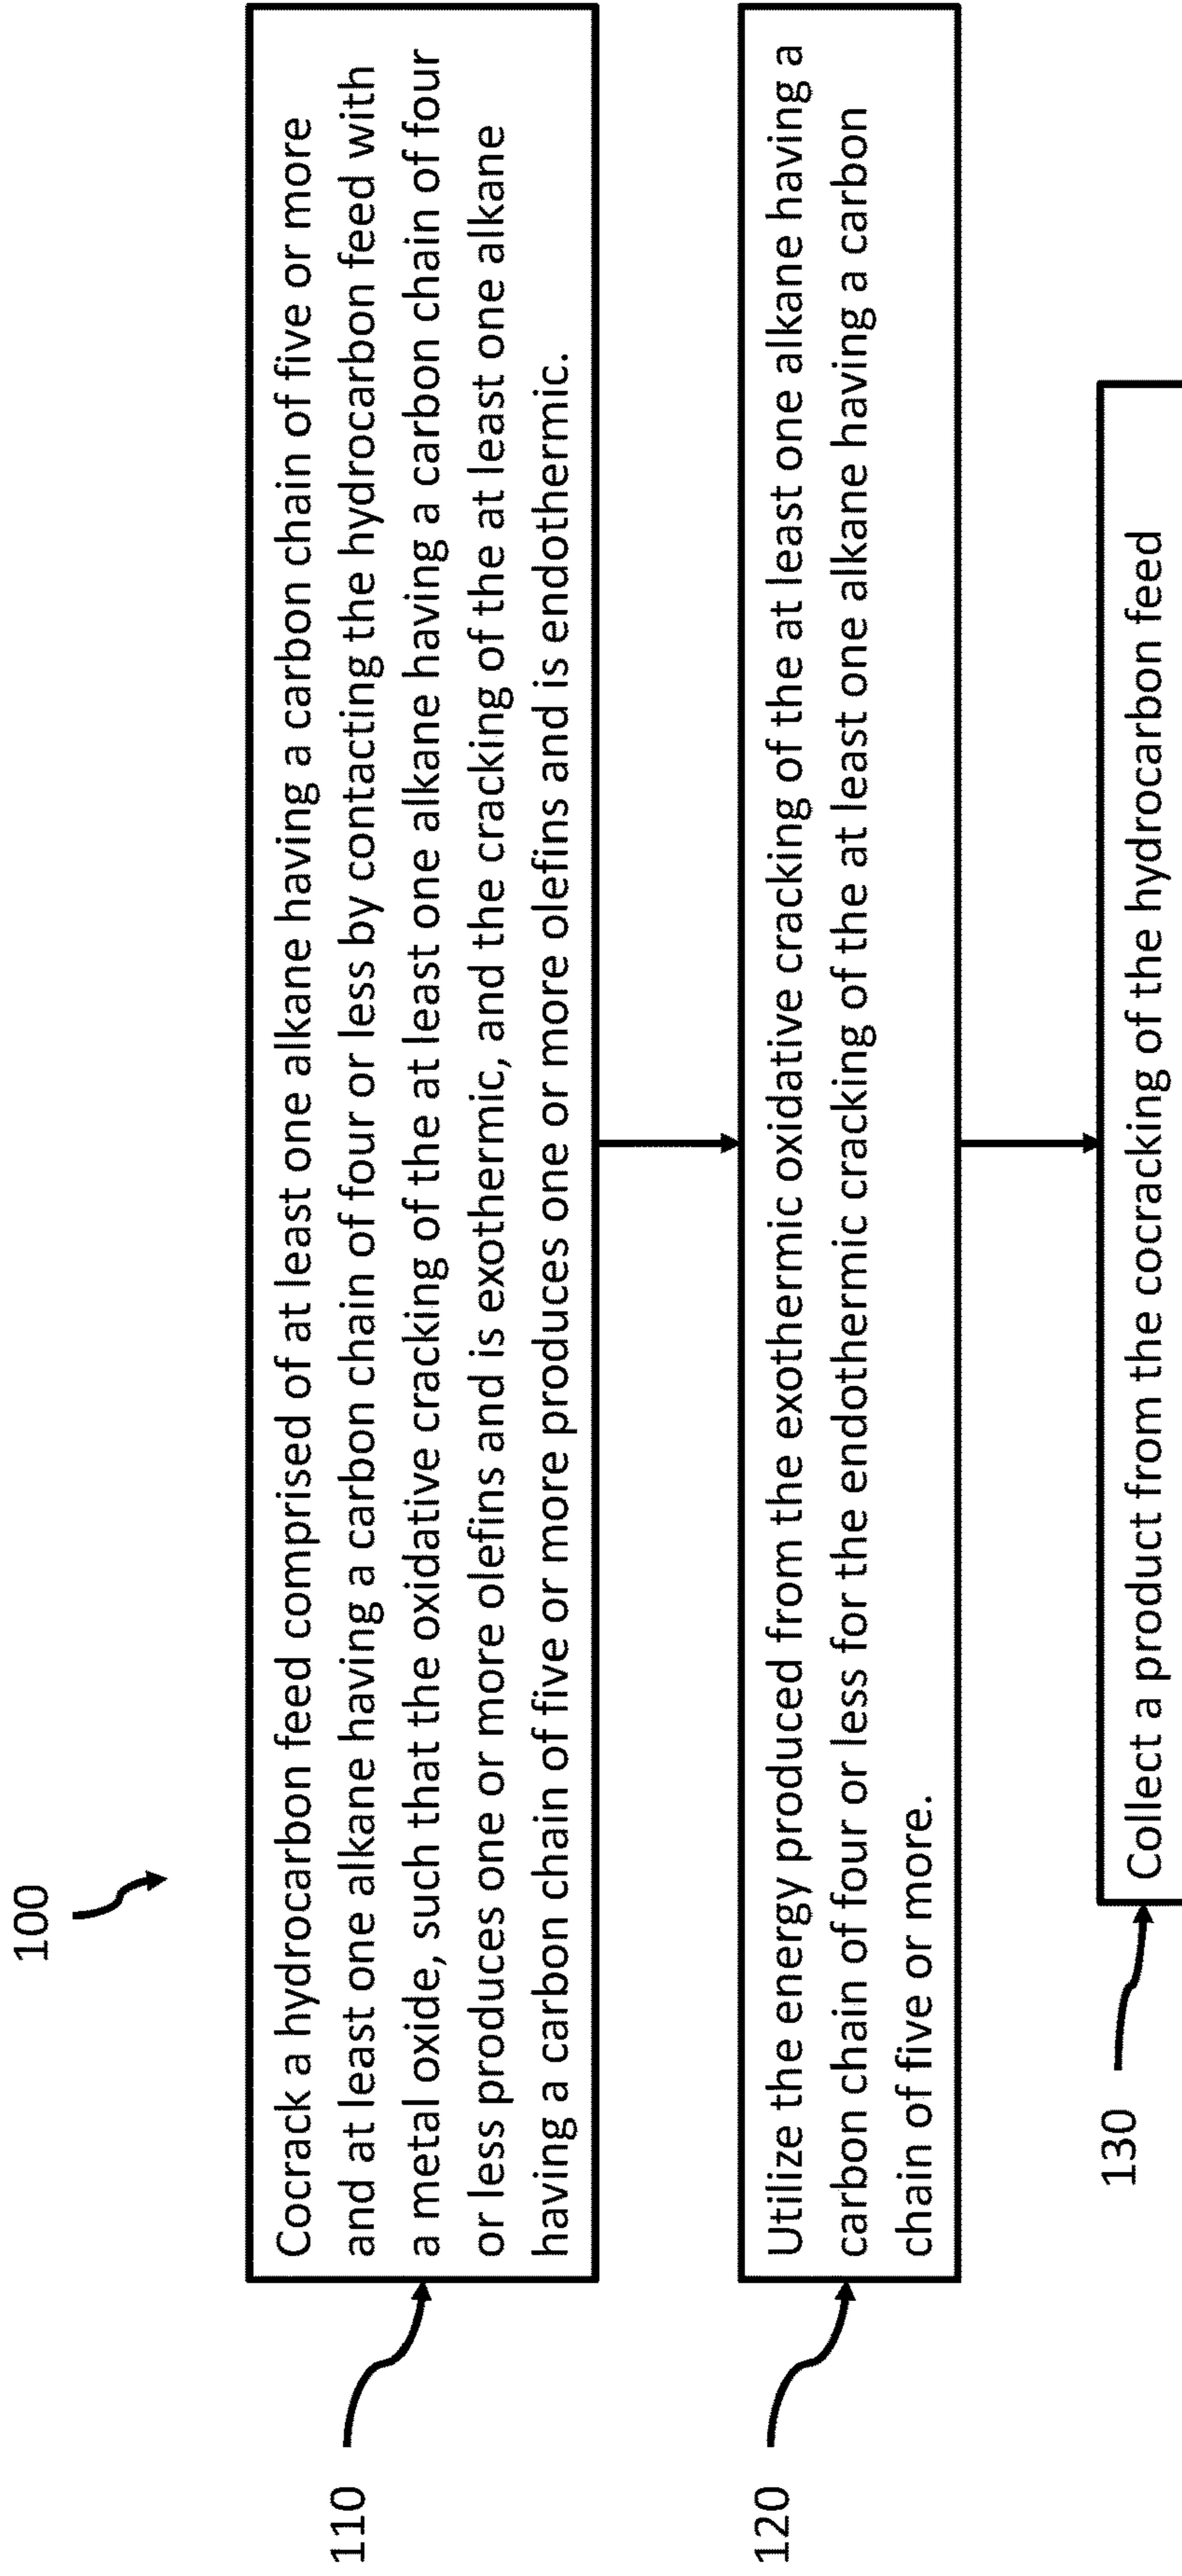 100
110
Cocrack a hydrocarbon feed comprised of at least one alkane having a carbon chain of five or more
and at least one alkane having a carbon chain of four or less by contacting the hydrocarbon feed with
a metal oxide, such that the oxidative cracking of the at least one alkane having a carbon chain of four
or less produces one or more olefins and is exothermic, and the cracking of the at least one alkane
having a carbon chain of five or more produces one or more olefins and is endothermic.
120
Utilize the energy produced from the exothermic oxidative cracking of the at least one alkane having a
carbon chain of four or less for the endothermic cracking of the at least one alkane having a carbon
chain of five or more.
130
Collect a product from the cocracking of the hydrocarbon feed